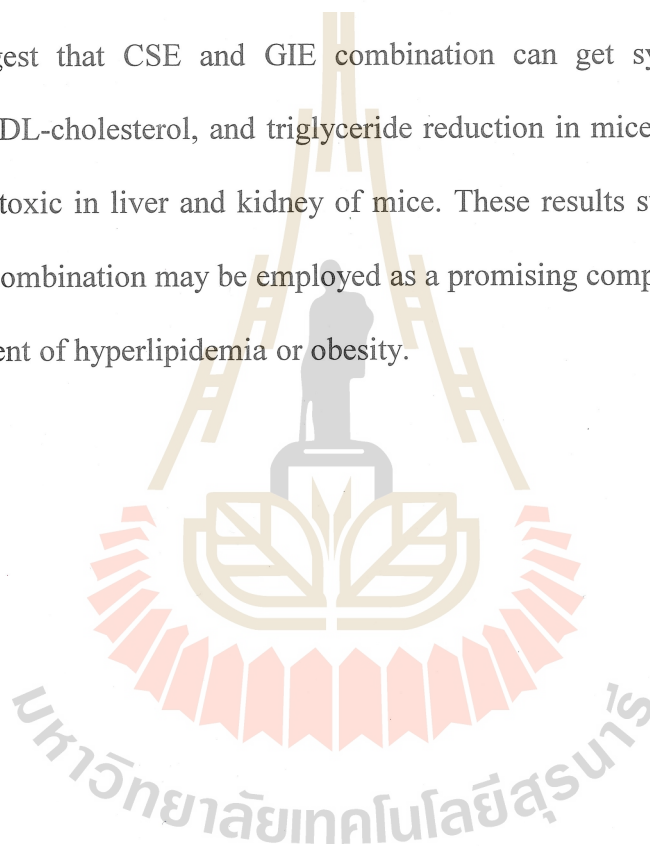 gest that CSE and GIE combination can get sy
DL-cholesterol, and triglyceride reduction in mice
toxic in liver and kidney of mice. These results s
ombination may be employed as a promising comp
ent of hyperlipidemia or obesity.
มหาวิทยาลัยเทคโนโลยีสุรนารี